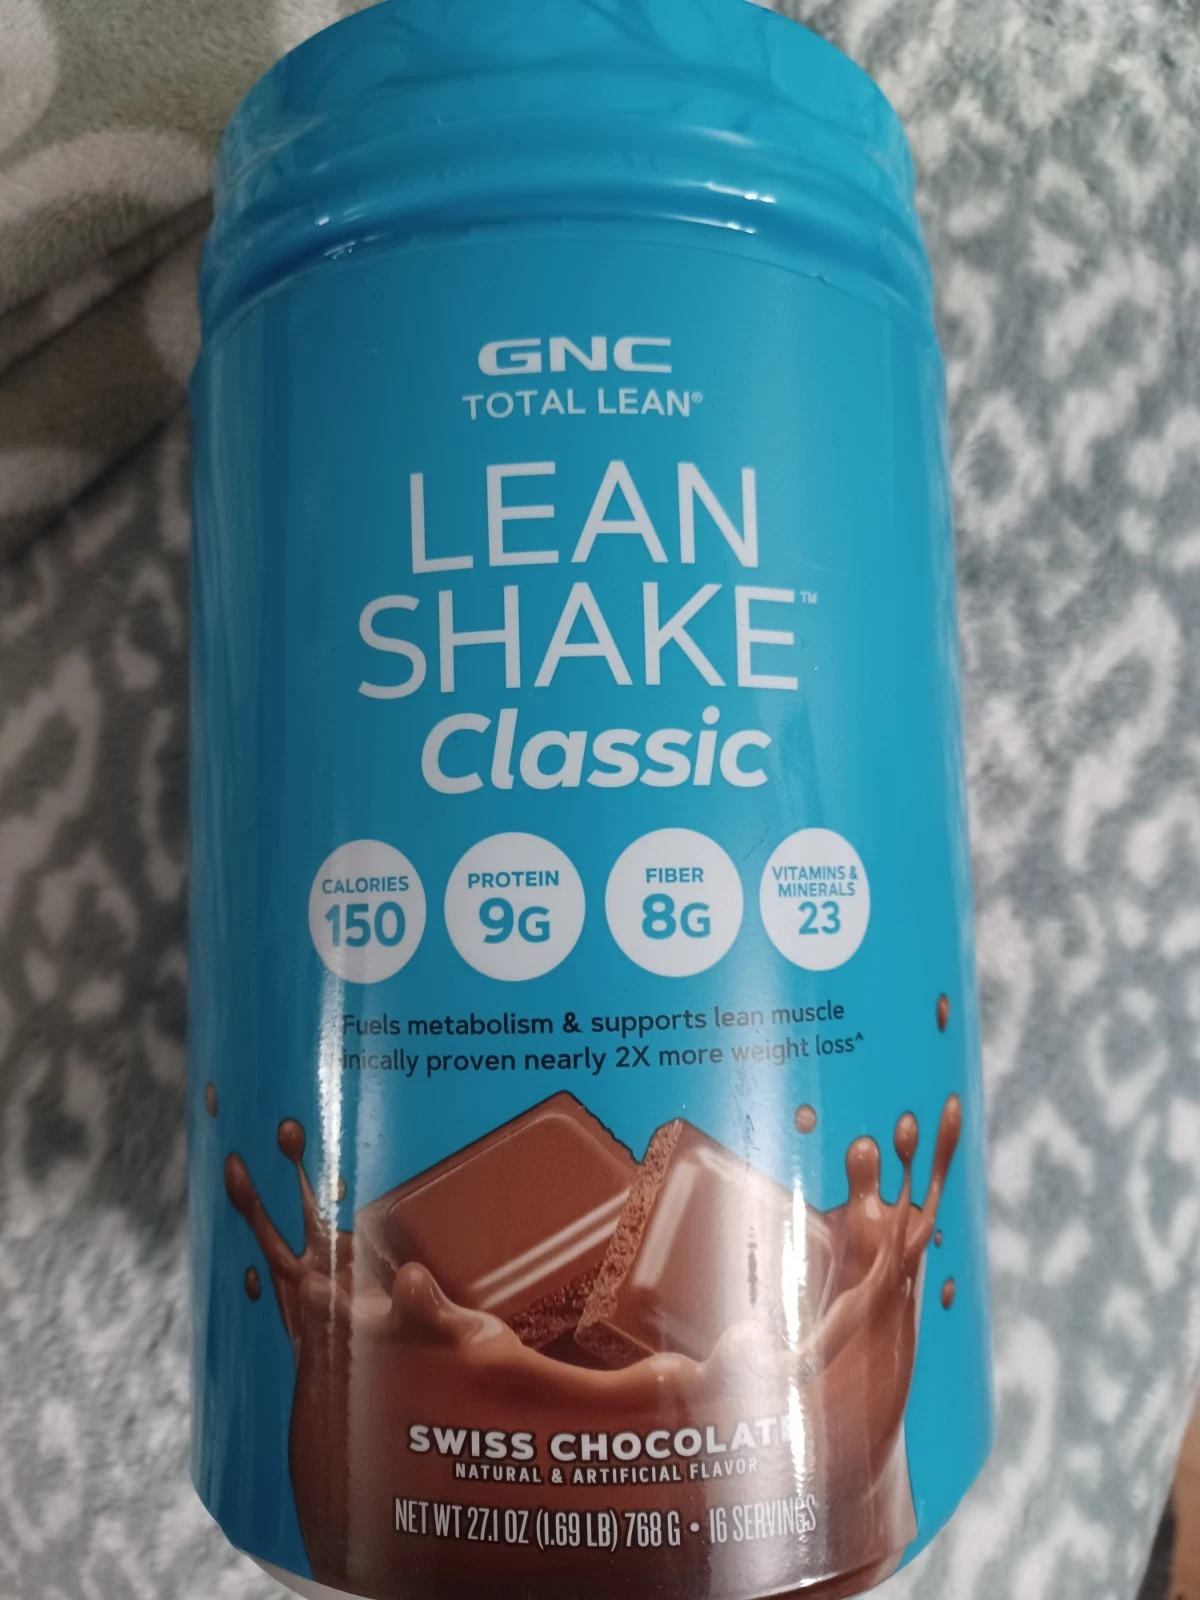 GNC
TOTAL LEAN®
LEAN
SHAKE™
Classic
CALORIES
150
PROTEIN
9G
FIBER
8G
VITAMINS &
MINERALS
23
Fuels metabolism & supports lean muscle
inically proven nearly 2X more weight loss^
SWISS CHOCOLATE
NATURAL & ARTIFICIAL FLAVOR
NET WT 27.1 OZ (1.69 LB) 768 G • 16 SERVINGS